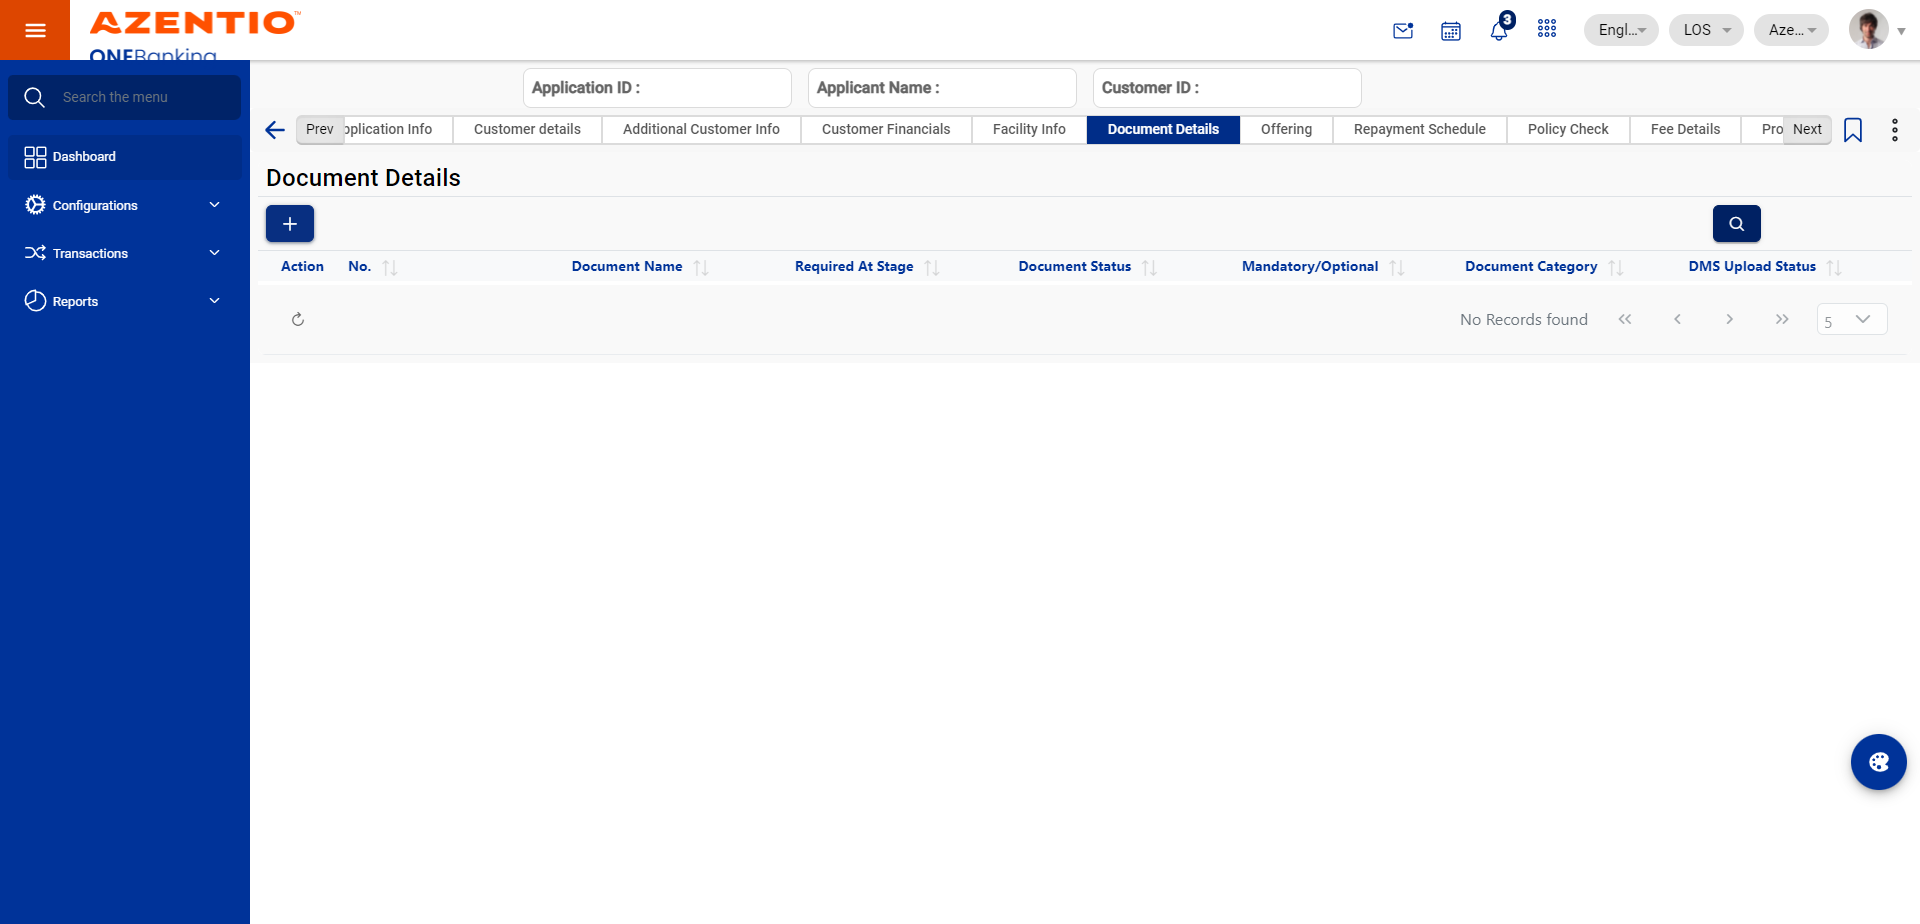 AZENTIO™
ONEBanking
3
Engl...
LOS
Aze...
Search the menu
Dashboard
Configurations
Transactions
Reports
Application ID :
Applicant Name :
Customer ID :
Prev
pplication Info
Customer details
Additional Customer Info
Customer Financials
Facility Info
Document Details
Offering
Repayment Schedule
Policy Check
Fee Details
Pro
Next
Document Details
Action
No.
Document Name
Required At Stage
Document Status
Mandatory/Optional
Document Category
DMS Upload Status
No Records found
5